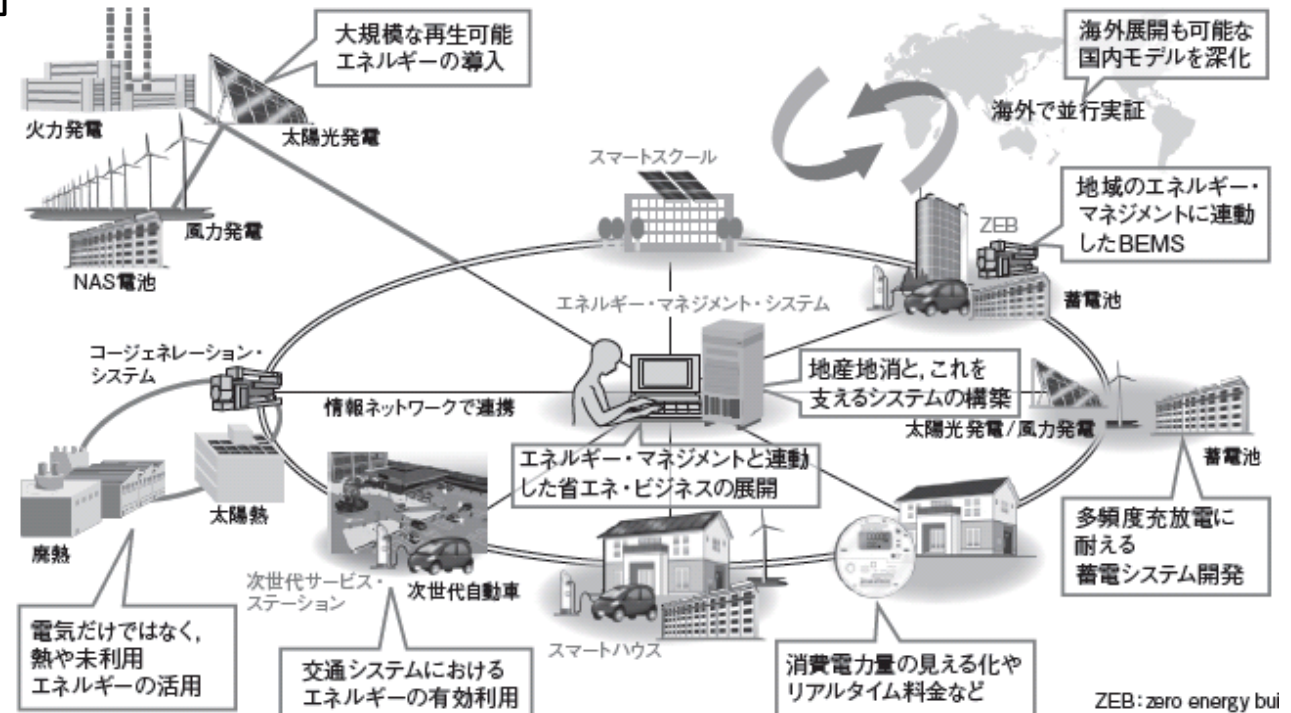 大規模な再生可能
エネルギーの導入
火力発電
太陽光発電
風力発電
NAS電池
海外展開も可能な
国内モデルを深化
海外で並行実証
スマートスクール
ZEB
地域のエネルギー・
マネジメントに連動
したBEMS
蓄電池
エネルギー・マネジメント・システム
コージェネレーション・
システム
情報ネットワークで連携
地産地消と,これを
支えるシステムの構築
太陽光発電/風力発電
蓄電池
エネルギー・マネジメントと連動
した省エネ・ビジネスの展開
太陽熱
廃熱
多頻度充放電に
耐える
蓄電システム開発
次世代サービス・
ステーション
次世代自動車
スマートハウス
電気だけではなく,
熱や未利用
エネルギーの活用
交通システムにおける
エネルギーの有効利用
消費電力量の見える化や
リアルタイム料金など
ZEB:zero energy bui